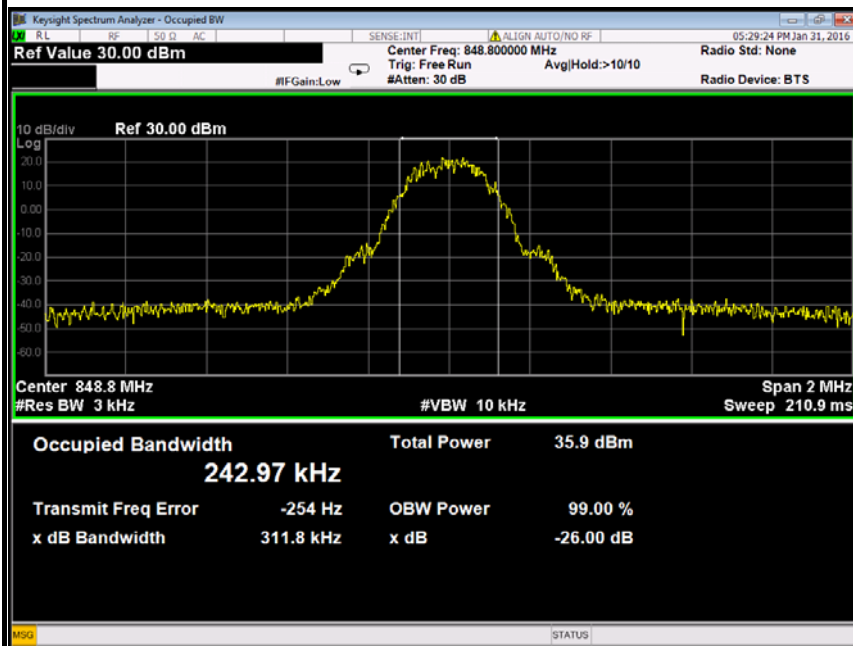 Keysight Spectrum Analyzer - Occupied BW
RL RF 50 Ω AC SENSE:INT ALIGN AUTO/NO RF 05:29:24 PM Jan 31, 2016
Ref Value 30.00 dBm Center Freq: 848.800000 MHz Radio Std: None
Trig: Free Run Avg|Hold:>10/10
#IFGain:Low #Atten: 30 dB Radio Device: BTS
10 dB/div Ref 30.00 dBm
Log
20.0
10.0
0.00
-10.0
-20.0
-30.0
-40.0
-50.0
-60.0
Center 848.8 MHz Span 2 MHz
#Res BW 3 kHz #VBW 10 kHz Sweep 210.9 ms
Occupied Bandwidth Total Power 35.9 dBm
242.97 kHz
Transmit Freq Error -254 Hz OBW Power 99.00 %
x dB Bandwidth 311.8 kHz x dB -26.00 dB
MSG STATUS